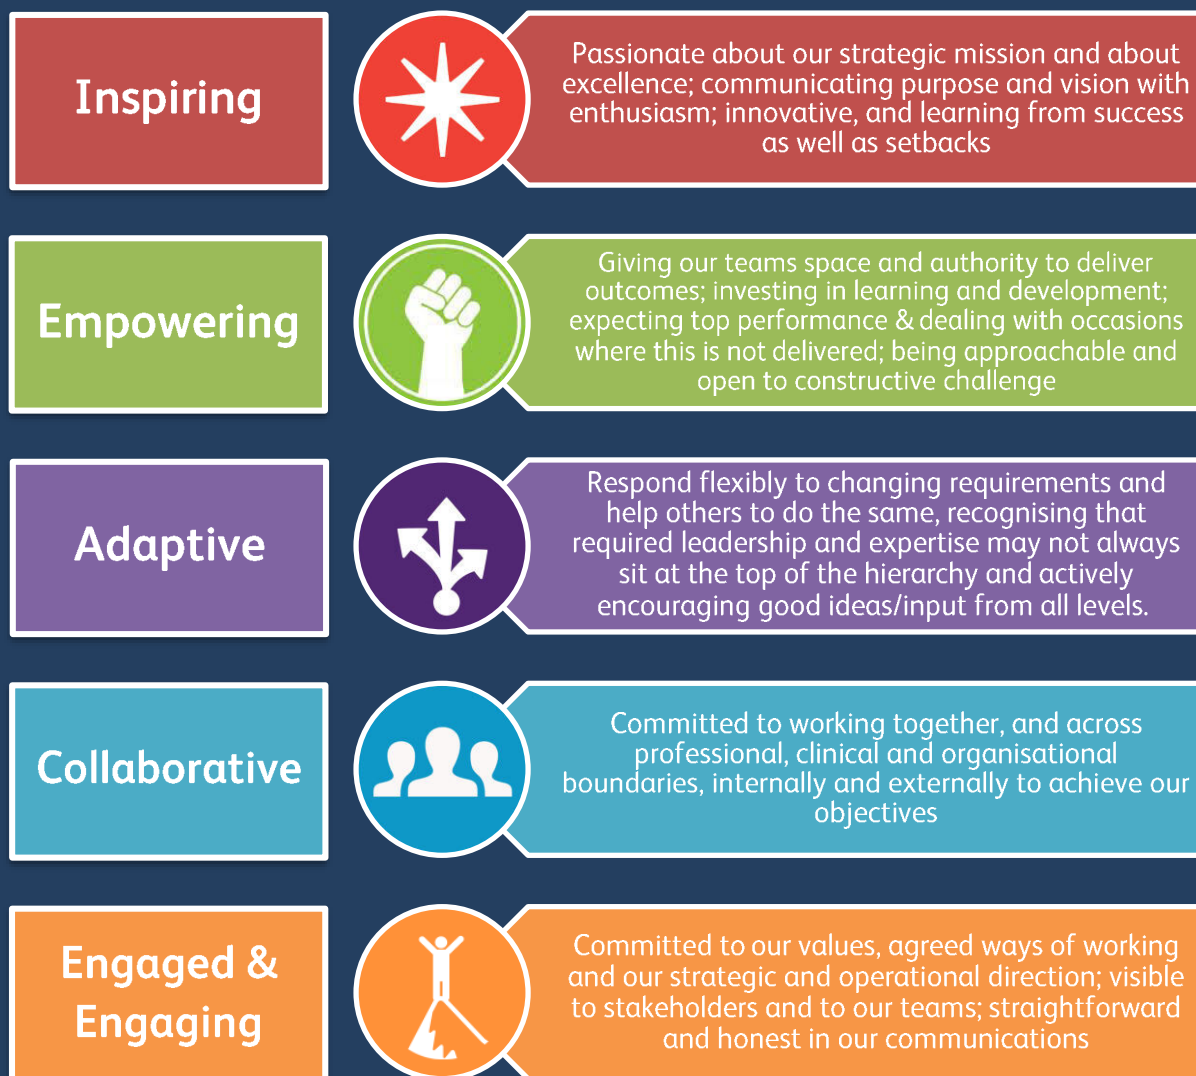 Inspiring
Passionate about our strategic mission and about
excellence; communicating purpose and vision with
enthusiasm; innovative, and learning from success
as well as setbacks
Empowering
Giving our teams space and authority to deliver
outcomes; investing in learning and development;
expecting top performance & dealing with occasions
where this is not delivered; being approachable and
open to constructive challenge
Adaptive
Respond flexibly to changing requirements and
help others to do the same, recognising that
required leadership and expertise may not always
sit at the top of the hierarchy and actively
encouraging good ideas/input from all levels.
Collaborative
Committed to working together, and across
professional, clinical and organisational
boundaries, internally and externally to achieve our
objectives
Engaged &
Engaging
Committed to our values, agreed ways of working
and our strategic and operational direction; visible
to stakeholders and to our teams; straightforward
and honest in our communications